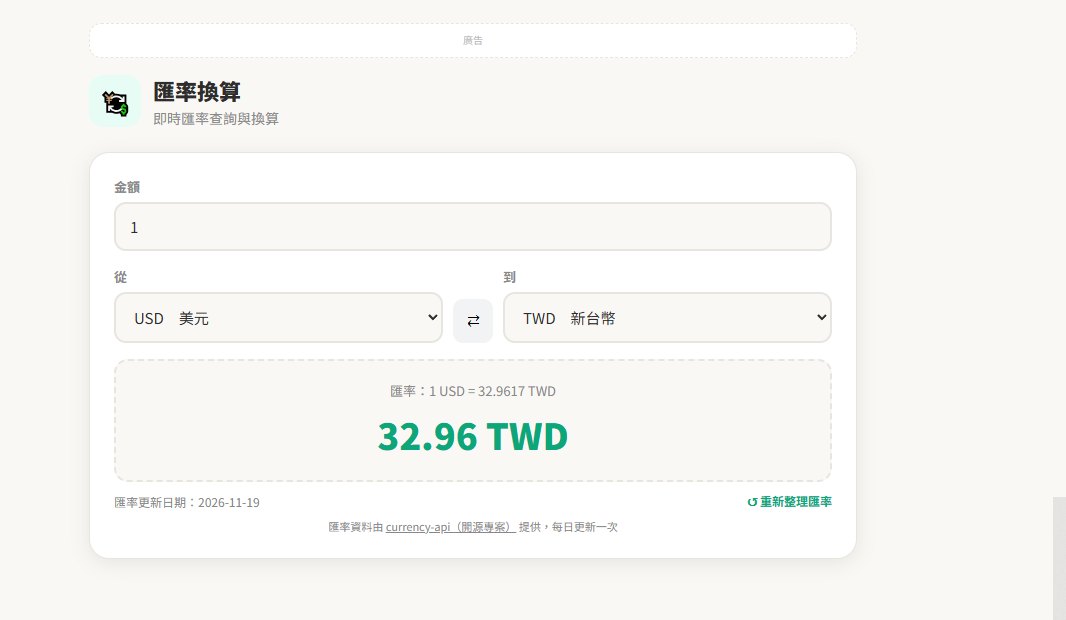 廣告
匯率換算
即時匯率查詢與換算
金額
1
從
到
USD 美元
⇄
TWD 新台幣
匯率：1 USD = 32.9617 TWD
32.96 TWD
匯率更新日期：2026-11-19
↺ 重新整理匯率
匯率資料由 currency-api（開源專案） 提供，每日更新一次